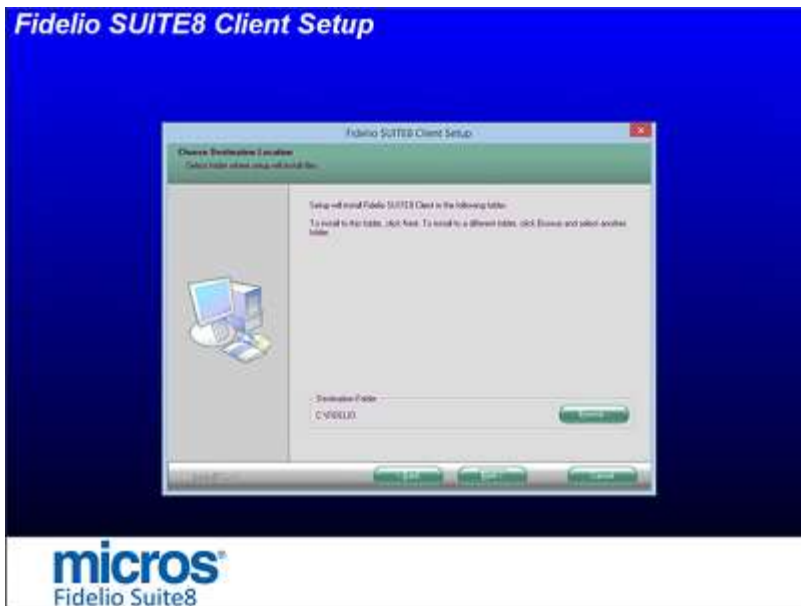 Fidelio SUITE8 Client Setup
Fidelio SUITE8 Client Setup
Choose Destination Location
Select folder where setup will install files.
Setup will install Fidelio SUITE8 Client in the following folder.
To install to this folder, click Next. To install to a different folder, click Browse and select another
folder.
Destination Folder
C:\FIDELIO
Browse
Cancel
micros
Fidelio Suite8